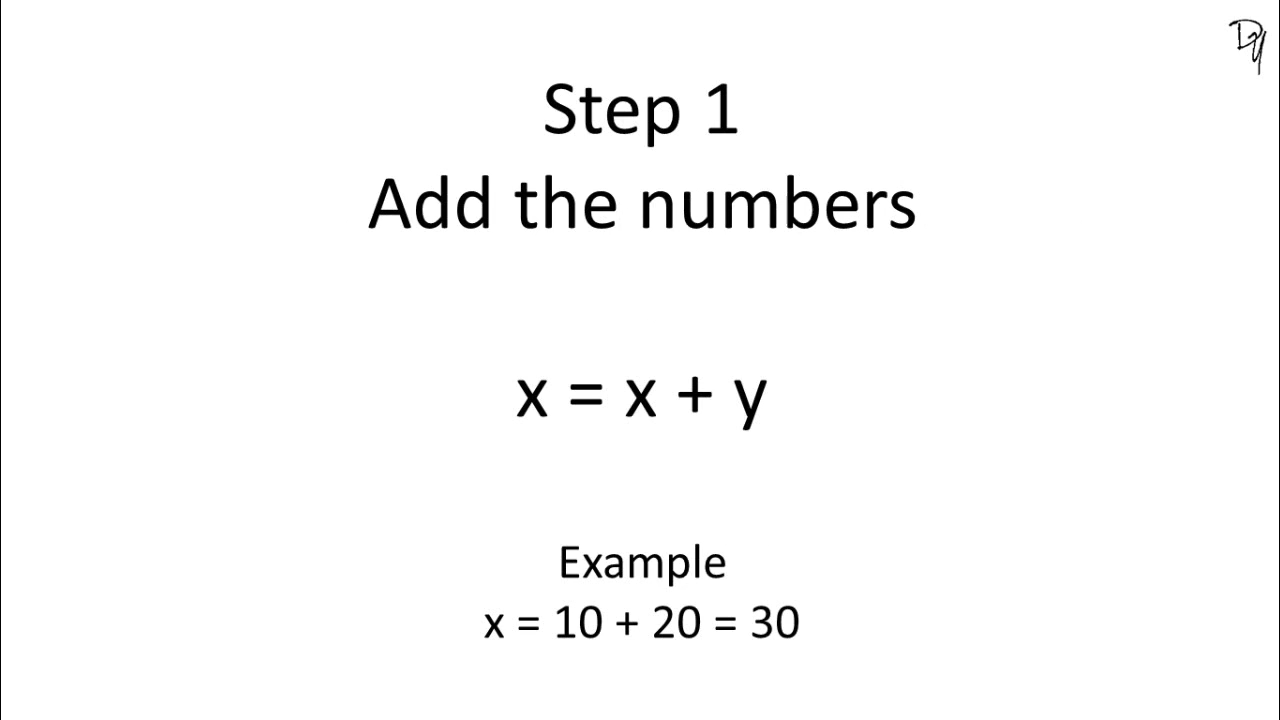 Step 1
Add the numbers
x = x + y
Example
x = 10 + 20 = 30